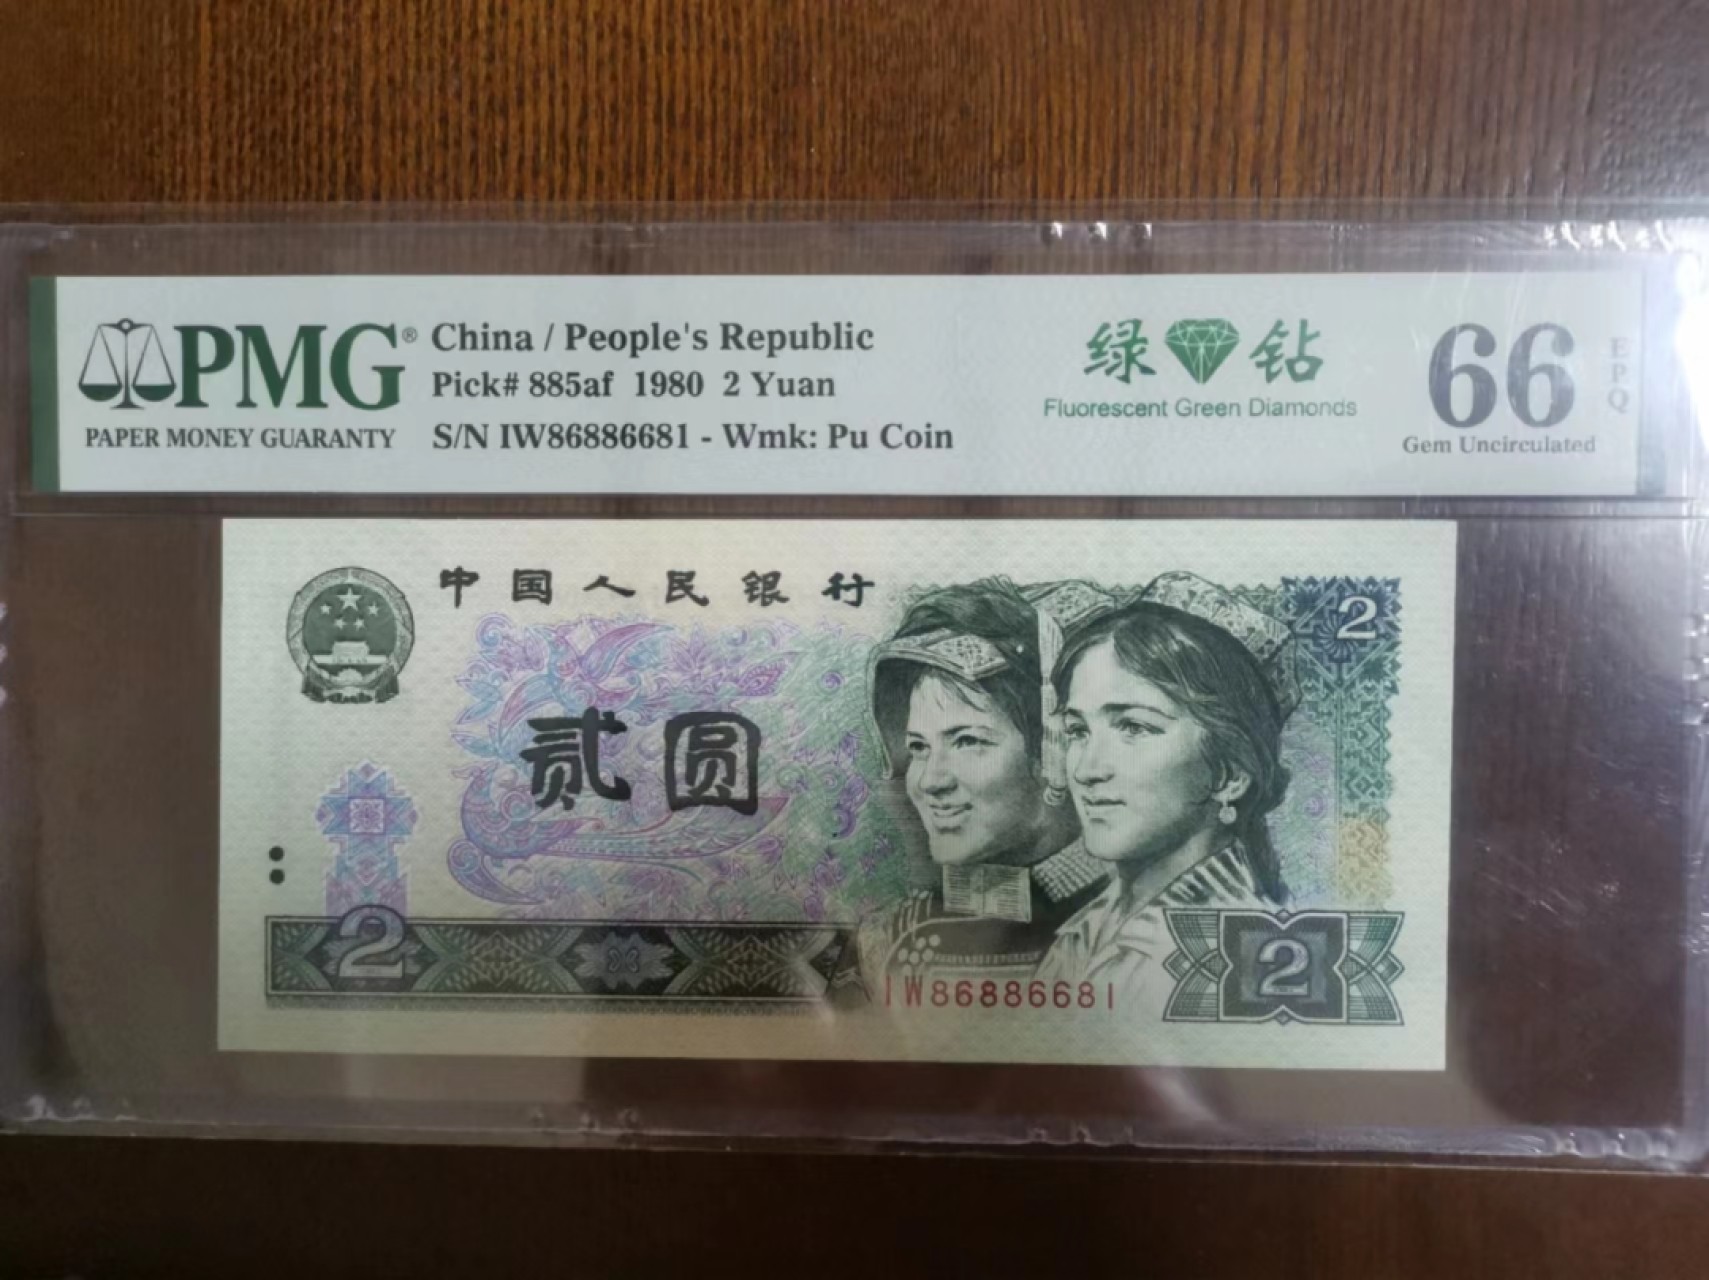 PMG®
PAPER MONEY GUARANTY
China / People's Republic
Pick# 885af 1980 2 Yuan
S/N IW86886681 - Wmk: Pu Coin
绿 钻
Fluorescent Green Diamonds
66
EPQ
Gem Uncirculated
中国人民银行
2
贰圆
2
IW86886681
2